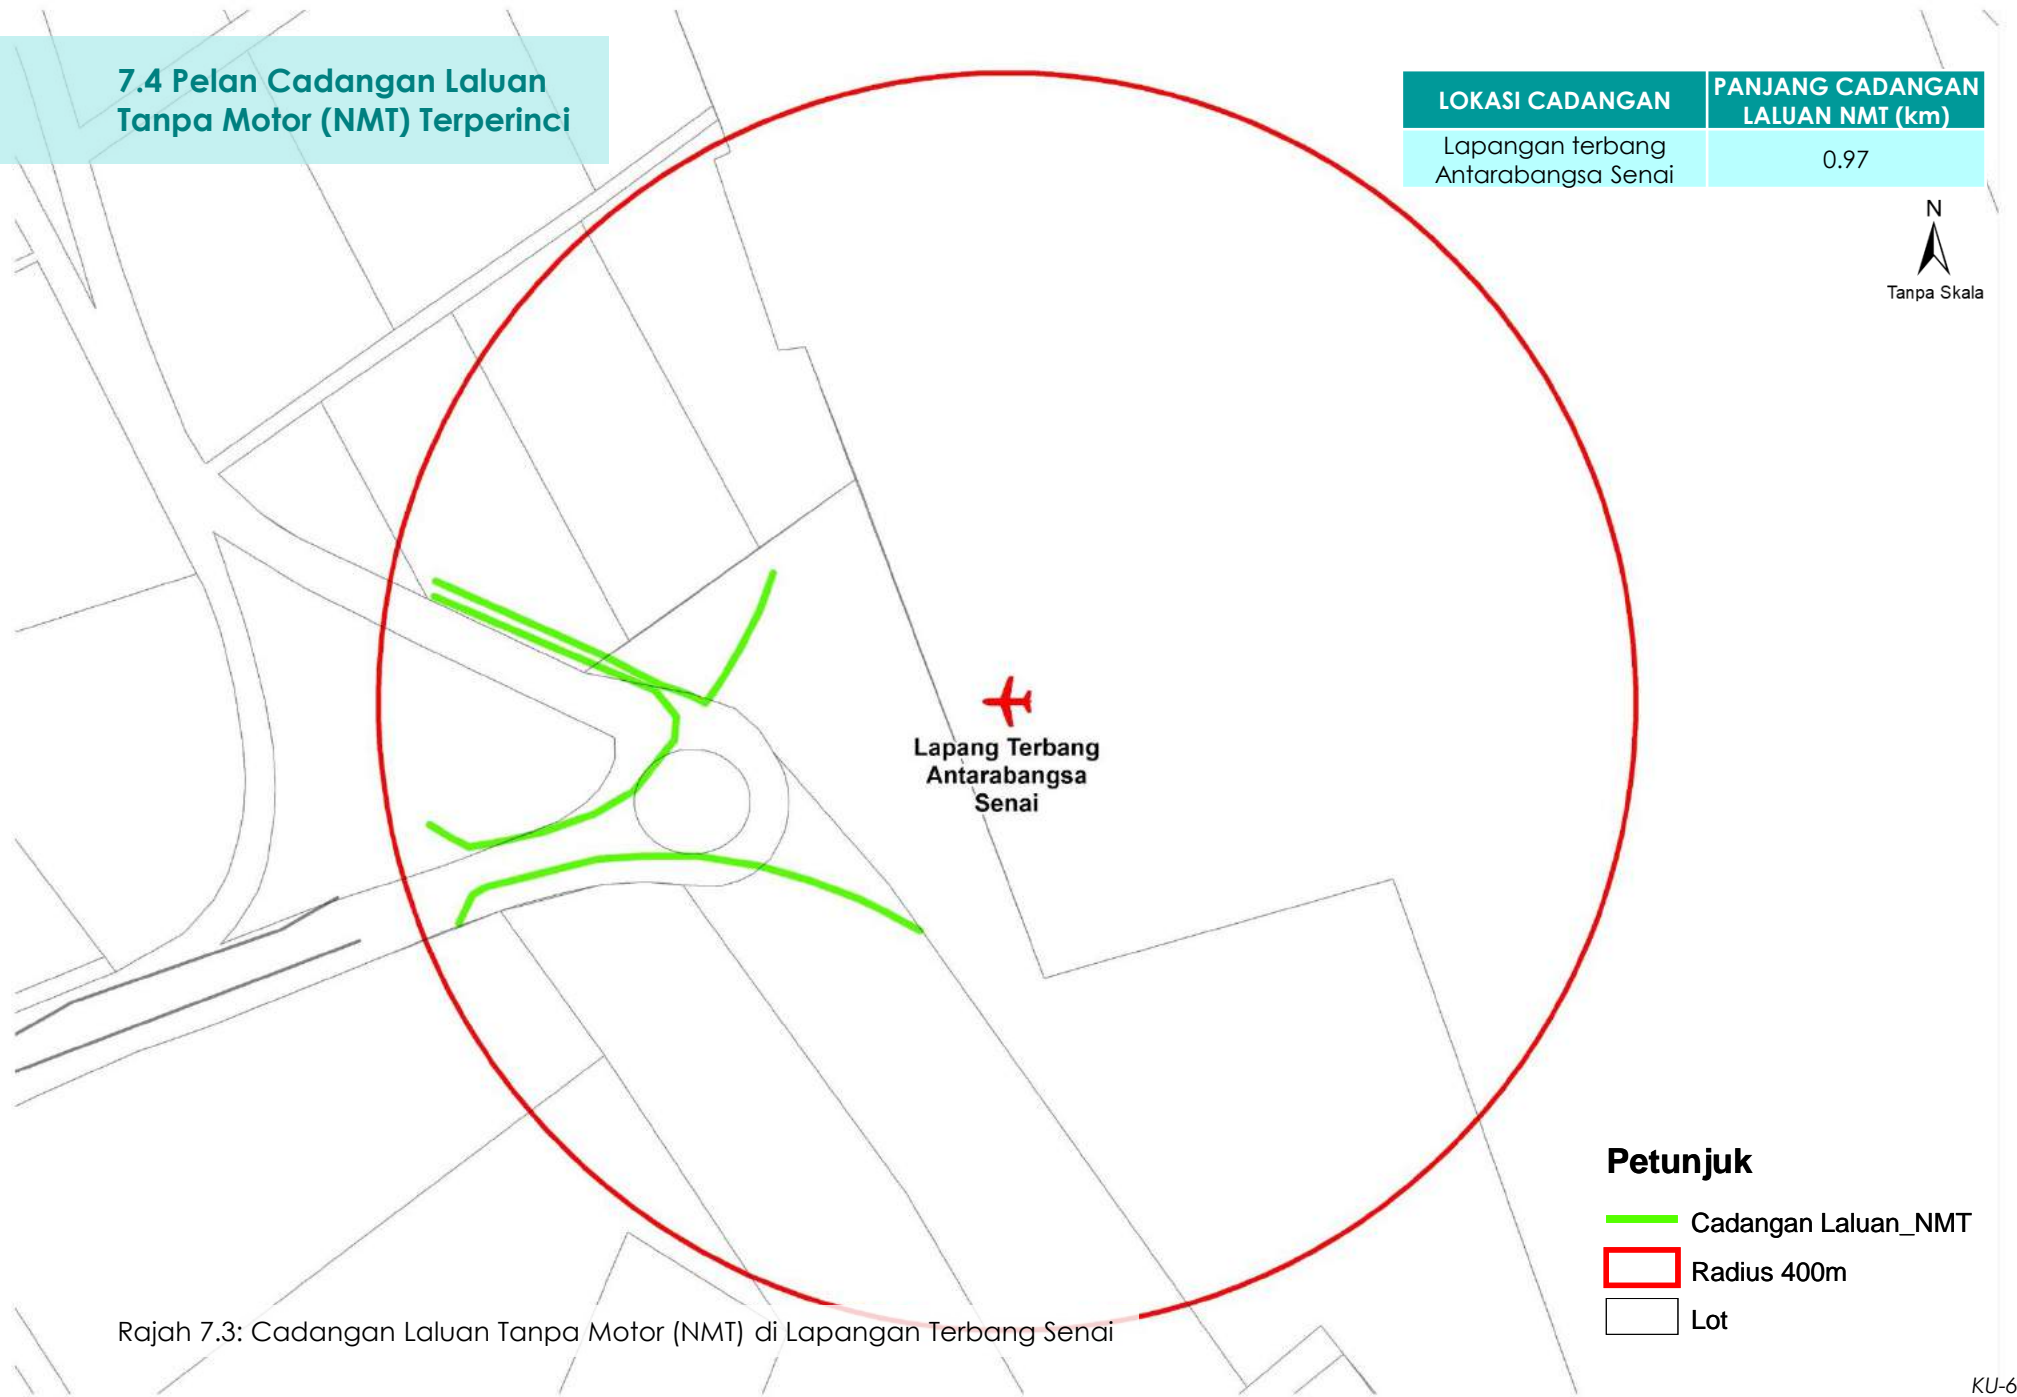 7.4 Pelan Cadangan Laluan
Tanpa Motor (NMT) Terperinci
LOKASI CADANGAN
PANJANG CADANGAN
LALUAN NMT (km)
Lapangan terbang
Antarabangsa Senai
0.97
N
Tanpa Skala
Lapang Terbang
Antarabangsa
Senai
Petunjuk
Cadangan Laluan_NMT
Radius 400m
Lot
Rajah 7.3: Cadangan Laluan Tanpa Motor (NMT) di Lapangan Terbang Senai
KU-6